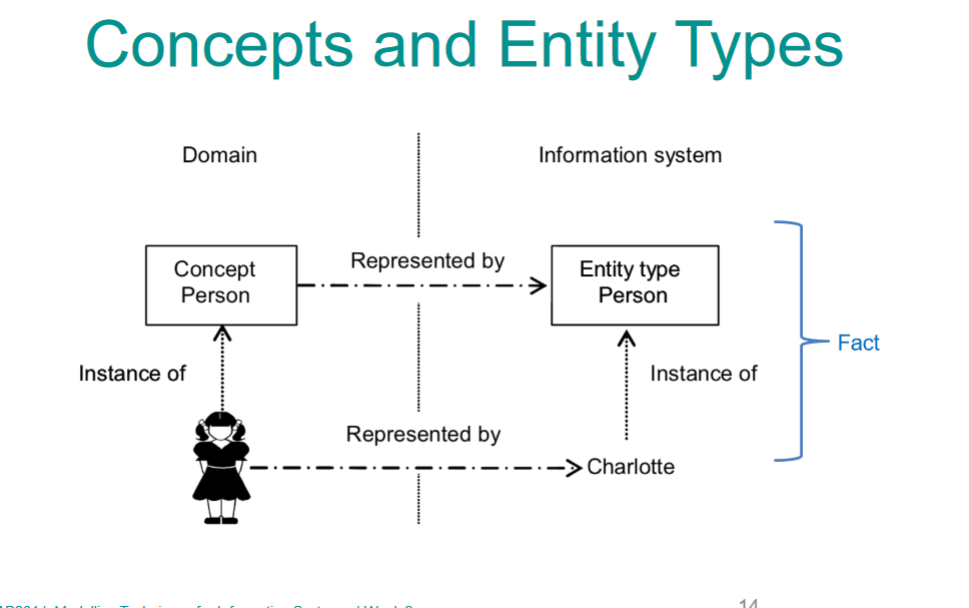 Concepts and Entity Types
Domain
Information system
Represented by
Concept
Person
Entity type
Person
Fact
Instance of
Instance of
Represented by
Charlotte
14